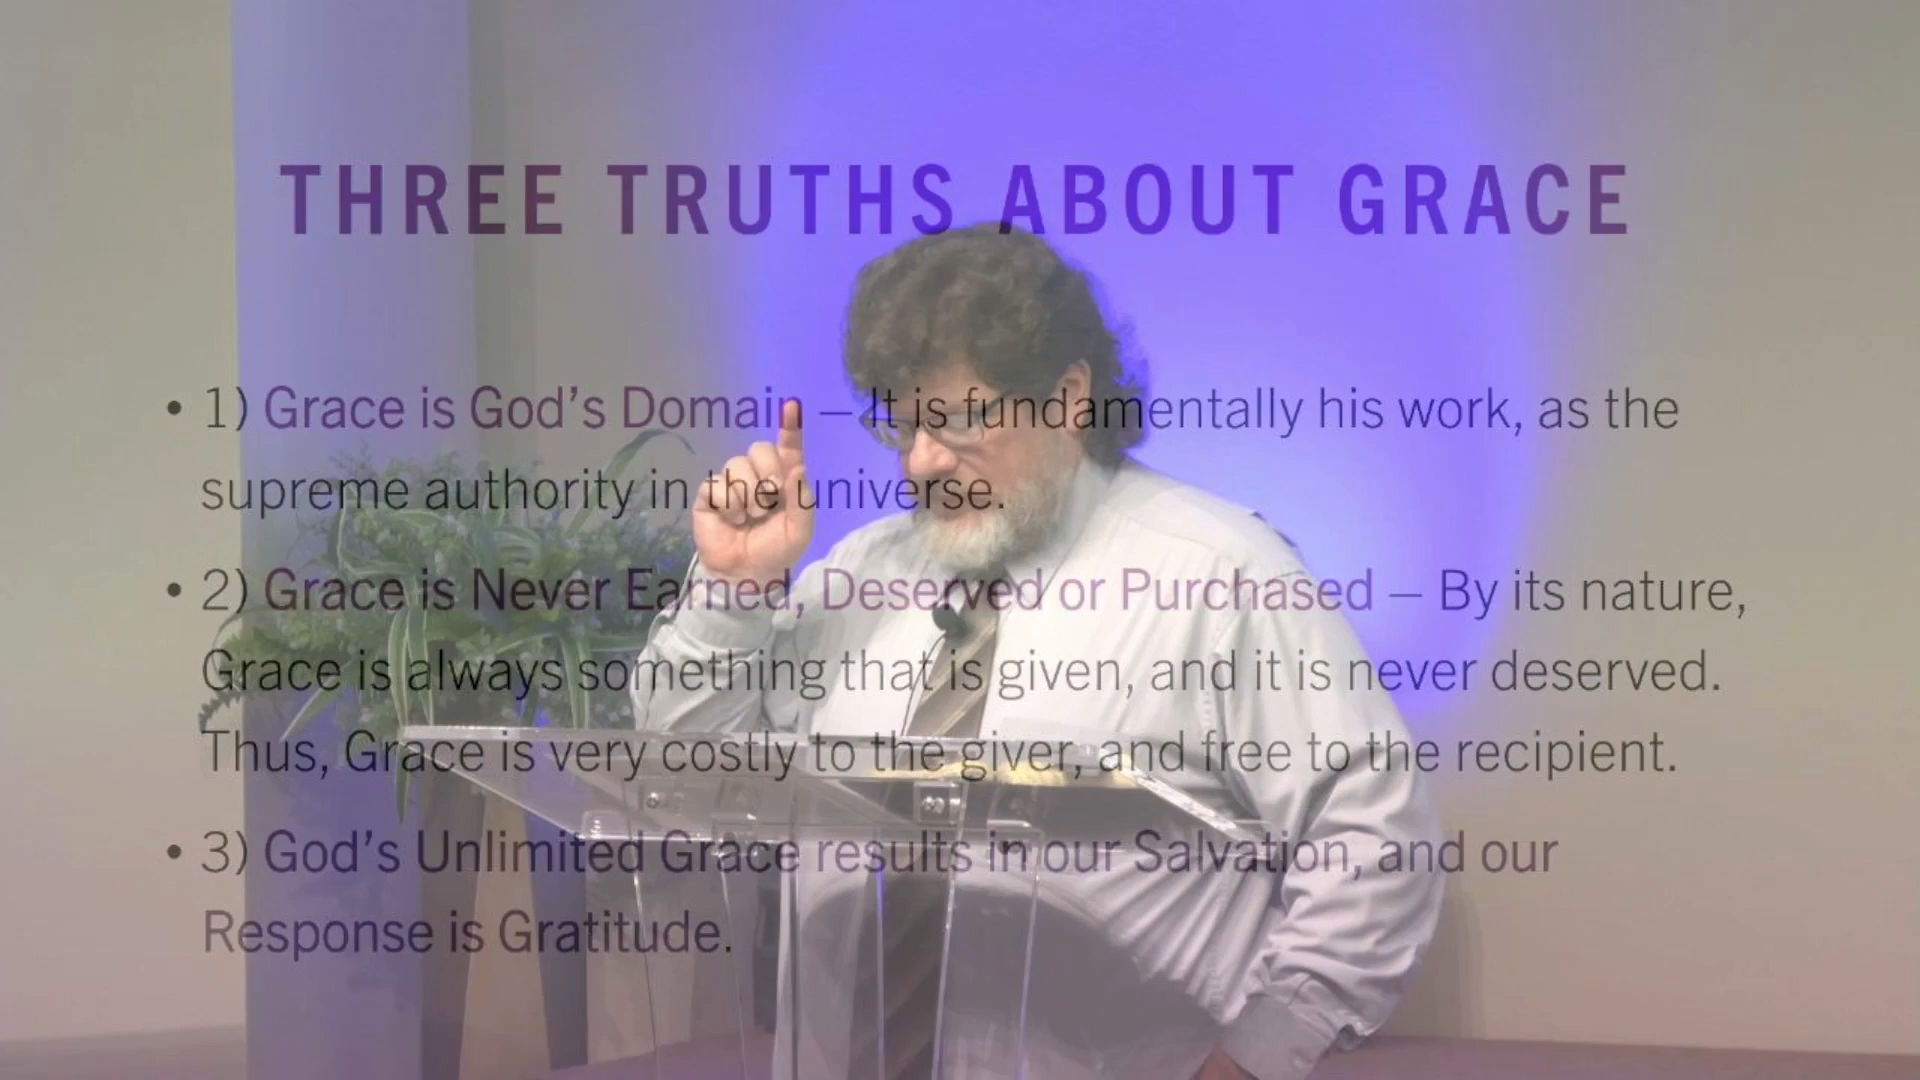 THREE TRUTHS ABOUT GRACE
• 1) Grace is God's Domain – It is fundamentally his work, as the
supreme authority in the universe.
• 2) Grace is Never Earned, Deserved or Purchased – By its nature,
Grace is always something that is given, and it is never deserved.
Thus, Grace is very costly to the giver, and free to the recipient.
• 3) God's Unlimited Grace results in our Salvation, and our
Response is Gratitude.